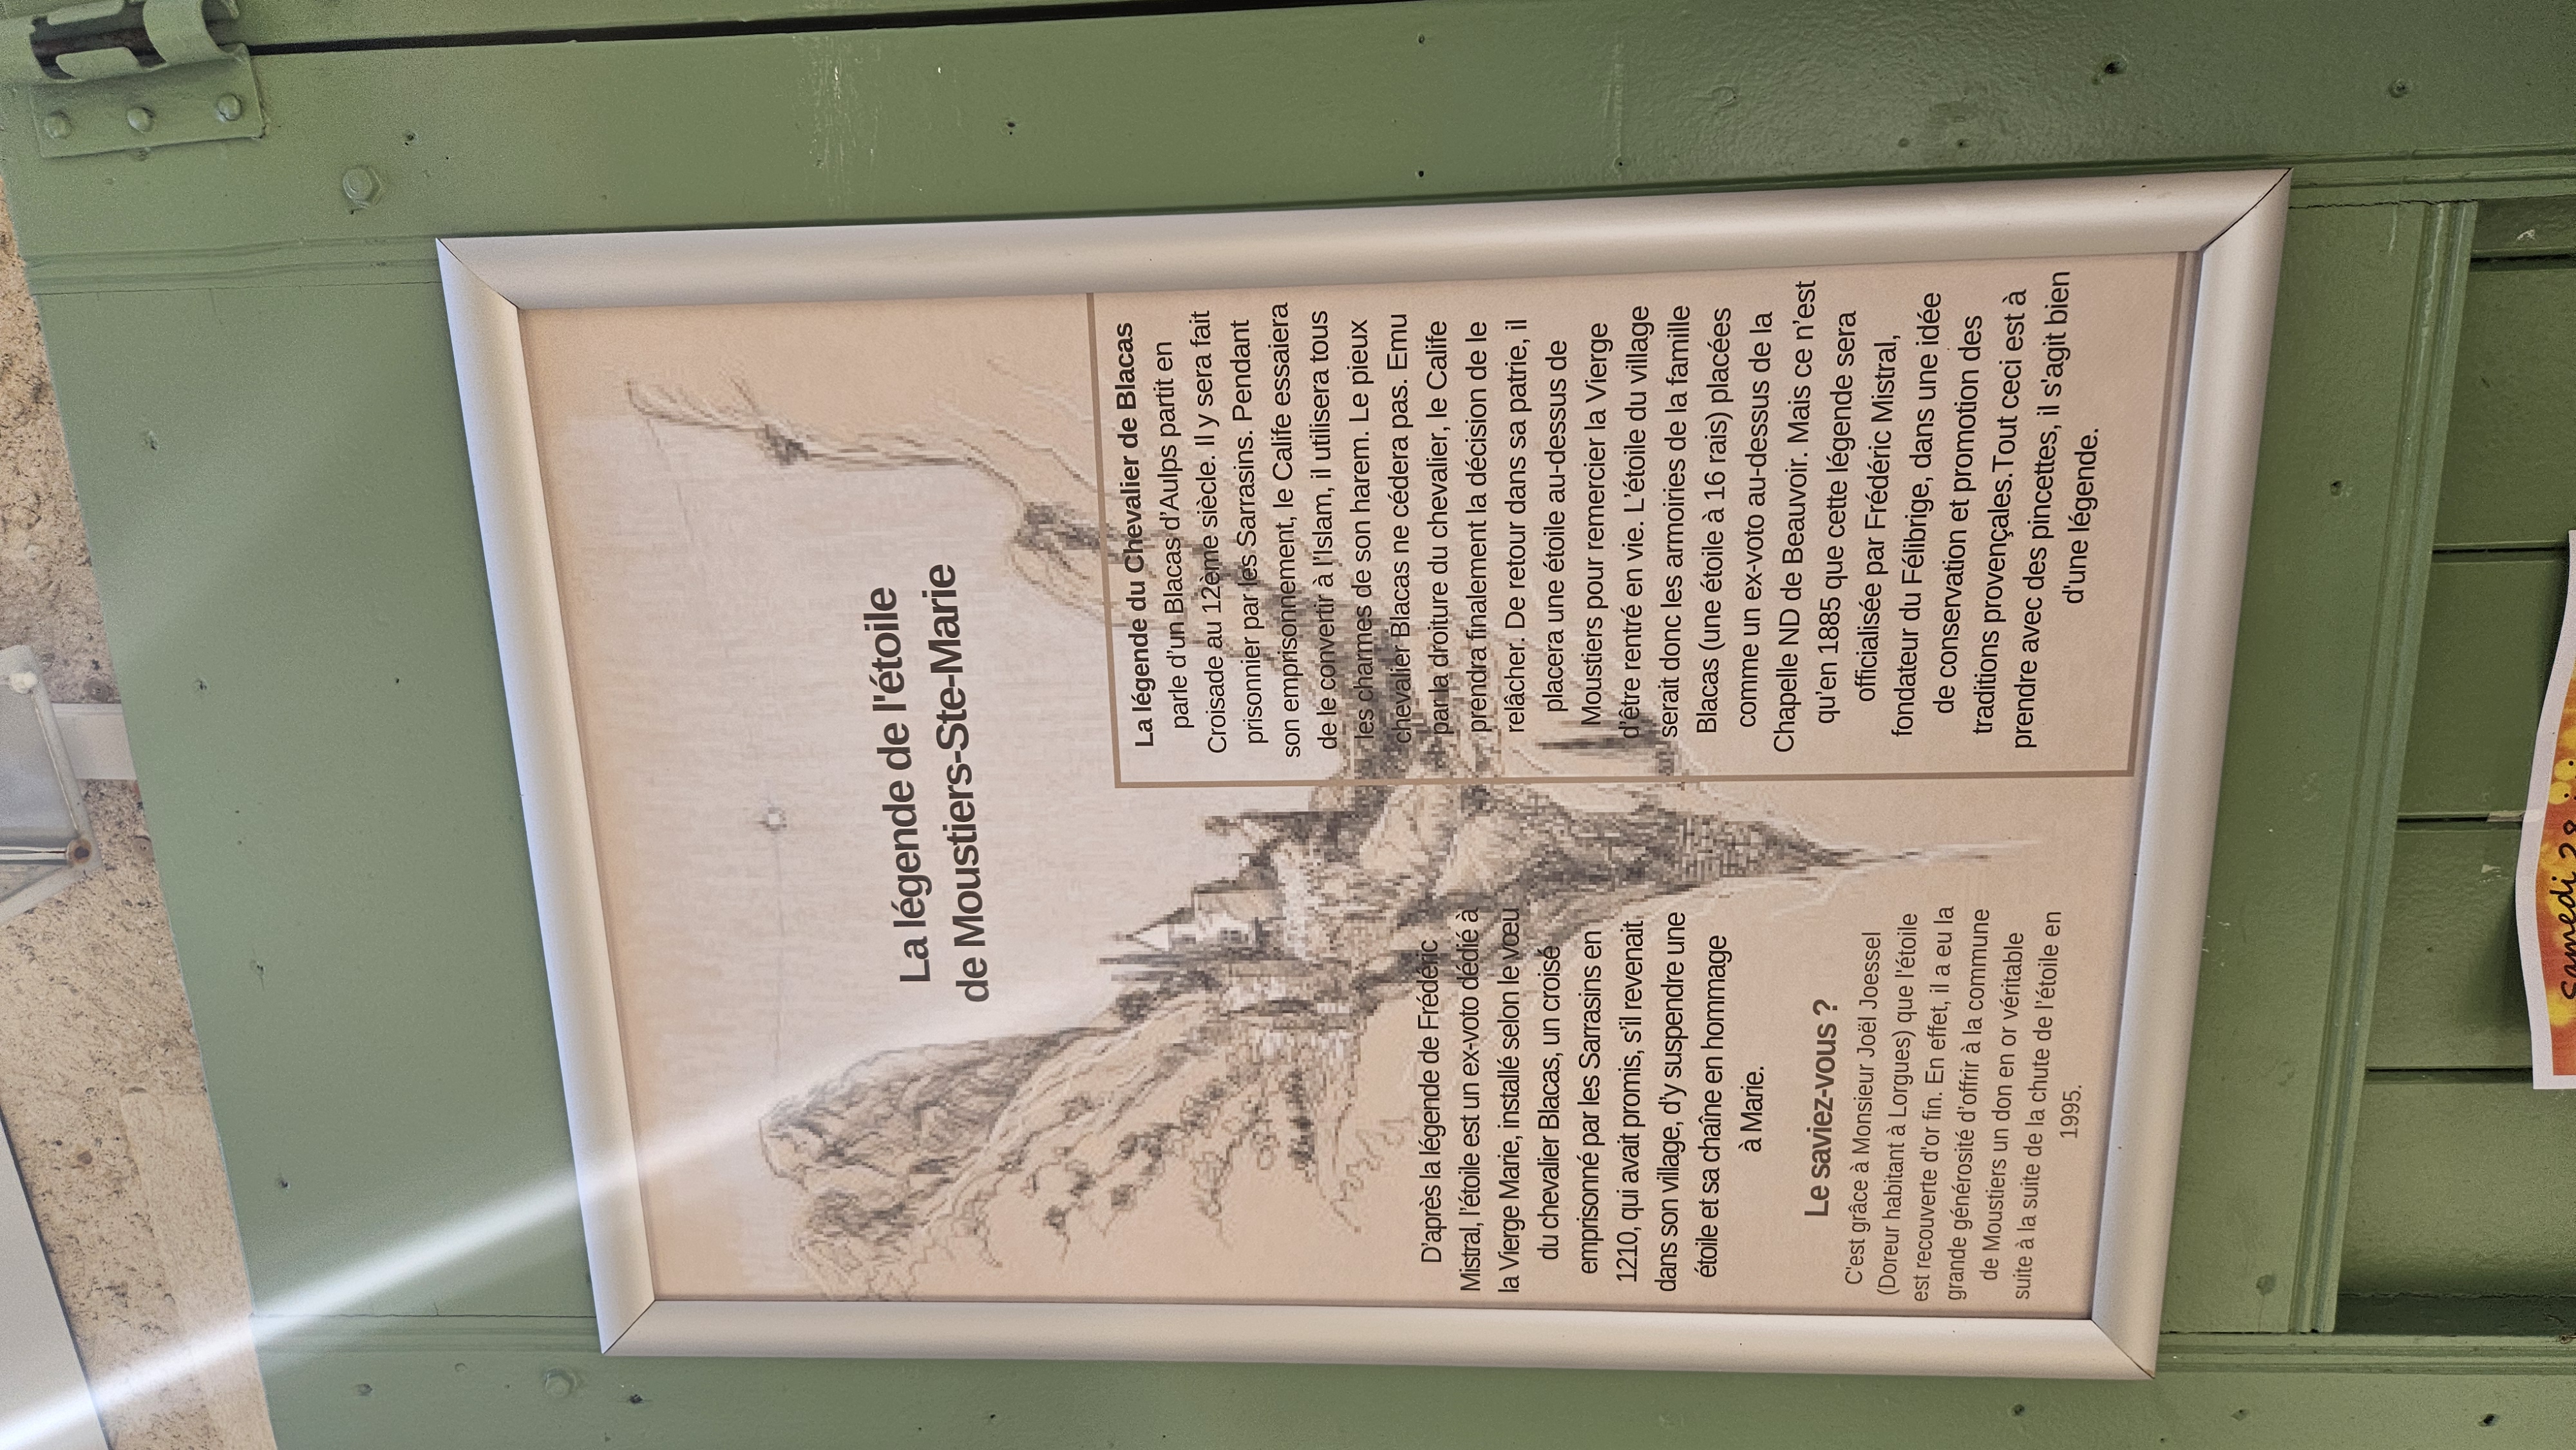 La légende de l'étoile
de Moustiers-Ste-Marie
D'après la légende de Frédéric
Mistral, l'étoile est un ex-voto dédié à
la Vierge Marie, installé selon le vœu
du chevalier Blacas, un croisé
emprisonné par les Sarrasins en
1210, qui avait promis, s'il revenait
dans son village, d'y suspendre une
étoile et sa chaîne en hommage
à Marie.
Le saviez-vous ?
C'est grâce à Monsieur Joël Joessel
(Doreur habitant à Lorgues) que l'étoile
est recouverte d'or fin. En effet, il a eu la
grande générosité d'offrir à la commune
de Moustiers un don en or véritable
suite à la suite de la chute de l'étoile en
1995.
La légende du Chevalier de Blacas
parle d'un Blacas d'Aulps partit en
Croisade au 12ème siècle. Il y sera fait
prisonnier par les Sarrasins. Pendant
son emprisonnement, le Calife essaiera
de le convertir à l'Islam, il utilisera tous
les charmes de son harem. Le pieux
chevalier Blacas ne cédera pas. Emu
par la droiture du chevalier, le Calife
prendra finalement la décision de le
relâcher. De retour dans sa patrie, il
placera une étoile au-dessus de
Moustiers pour remercier la Vierge
d'être rentré en vie. L'étoile du village
serait donc les armoiries de la famille
Blacas (une étoile à 16 rais) placées
comme un ex-voto au-dessus de la
Chapelle ND de Beauvoir. Mais ce n'est
qu'en 1885 que cette légende sera
officialisée par Frédéric Mistral,
fondateur du Félibrige, dans une idée
de conservation et promotion des
traditions provençales.Tout ceci est à
prendre avec des pincettes, il s'agit bien
d'une légende.
Samedi 28